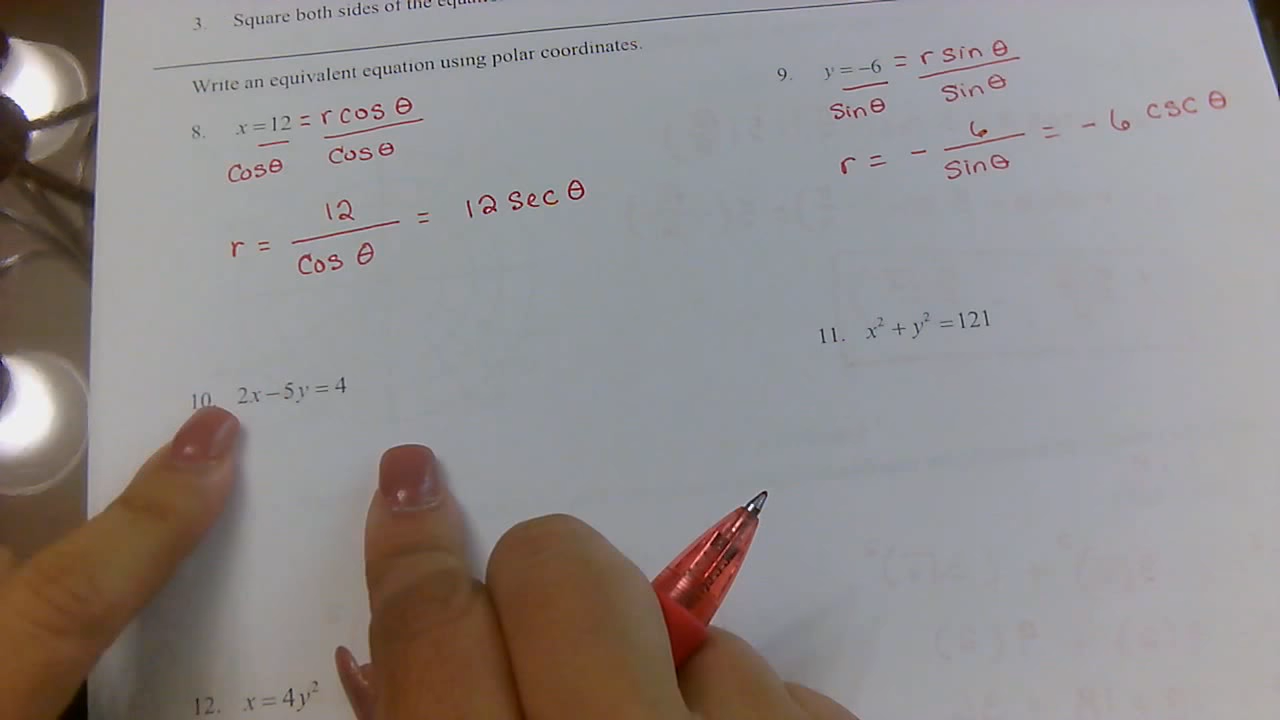 3. Square both sides of the
Write an equivalent equation using polar coordinates.
8. x = 12 = r cos θ
cosθ cos θ
r = 12 / cos θ = 12 sec θ
9. y = -6 = r sin θ
sinθ sin θ
r = - 6 / sinθ = - 6 csc θ
10. 2x - 5y = 4
11. x² + y² = 121
12. x = 4y²